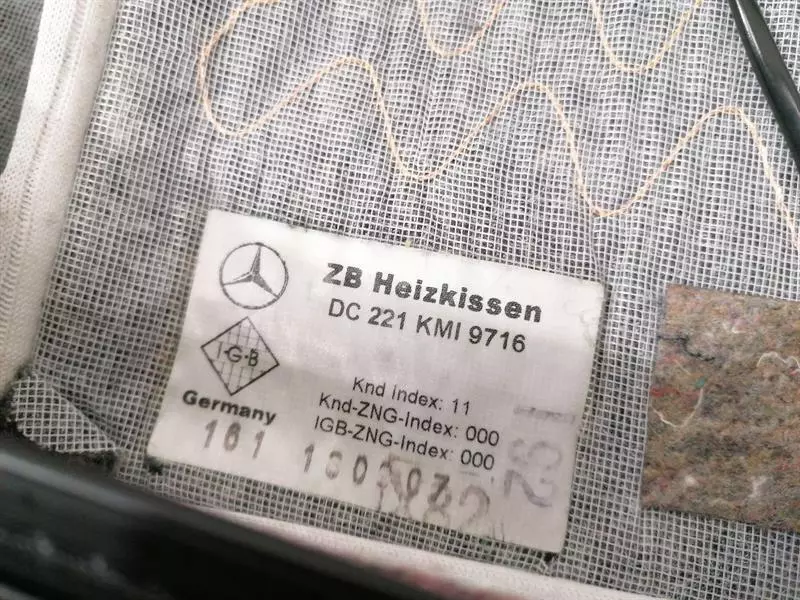 ZB Heizkissen
DC 221 KMI 9716
I·G·B
Germany
Knd Index: 11
Knd-ZNG-Index: 000
IGB-ZNG-Index: 000
161